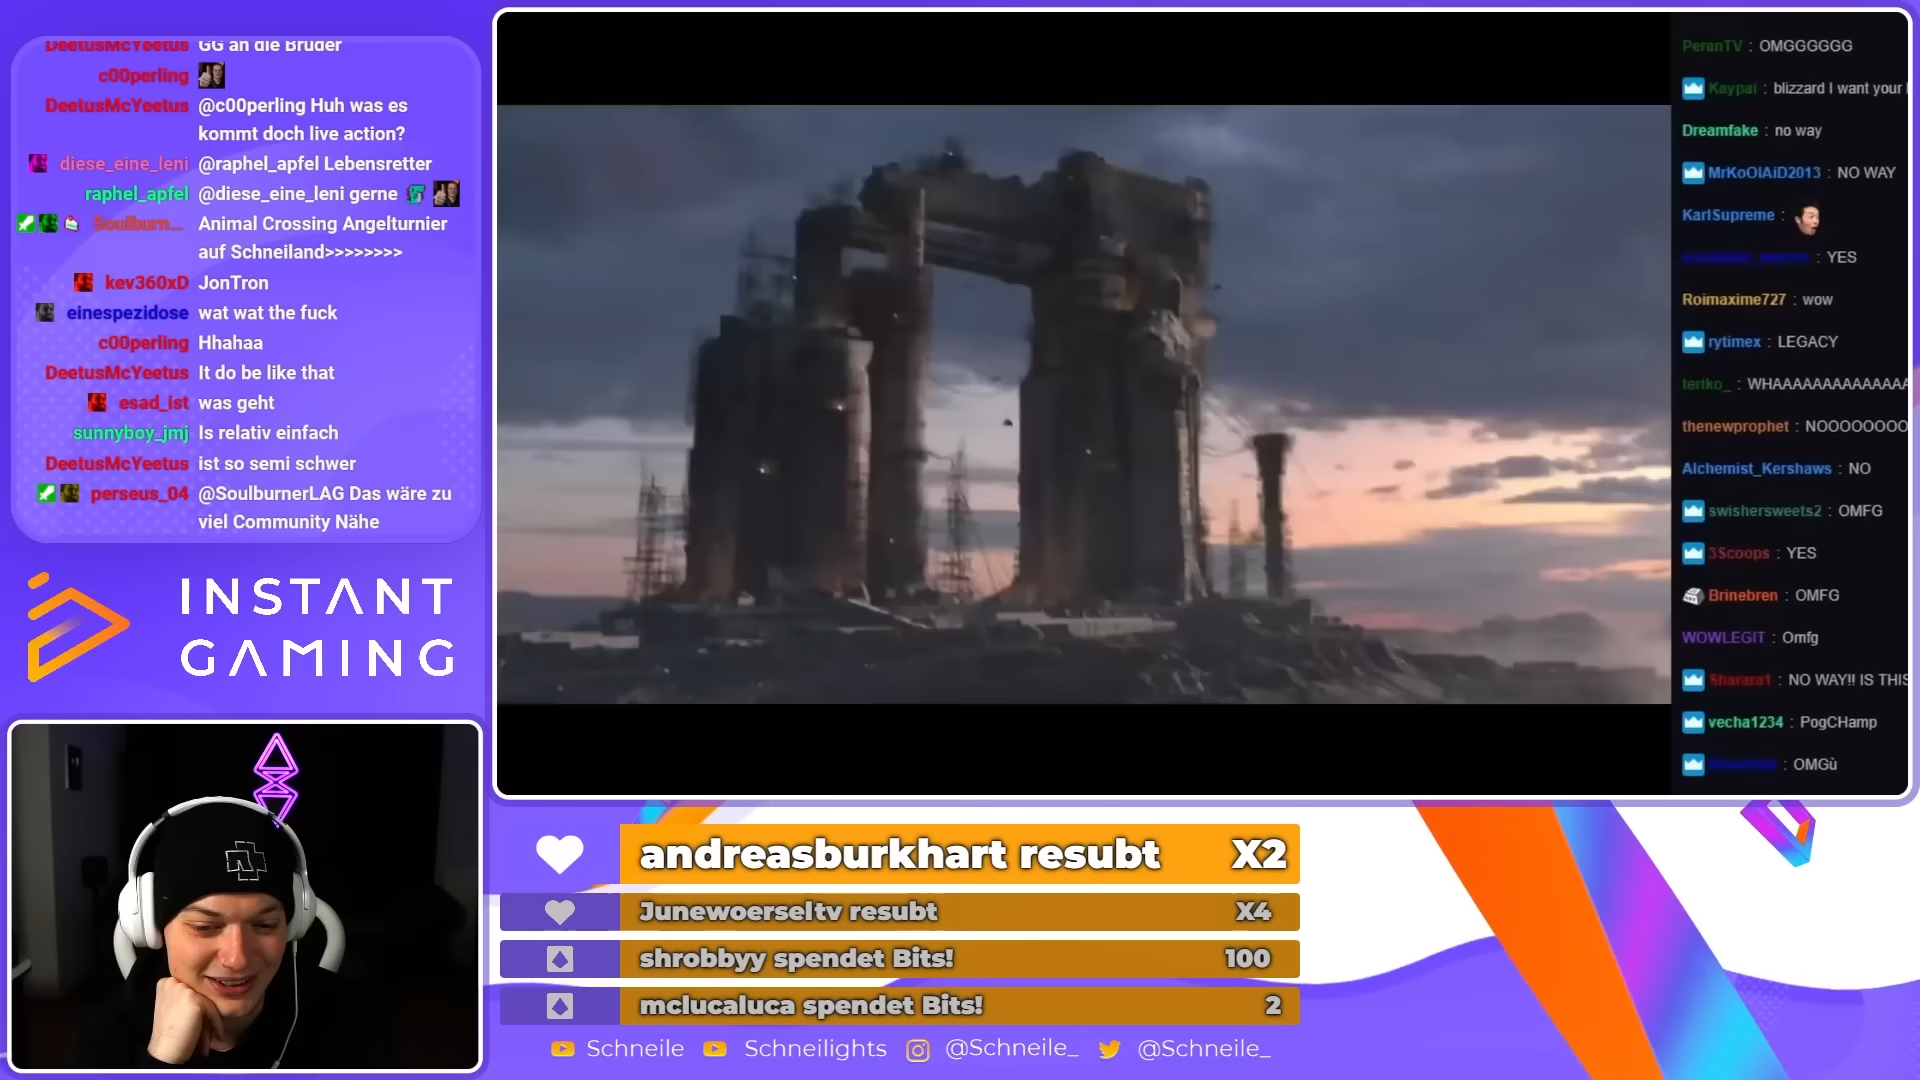 DeetusMcYeetus GG an die Brüder
c00perling
DeetusMcYeetus @c00perling Huh was es
kommt doch live action?
diese_eine_leni @raphel_apfel Lebensretter
raphel_apfel @diese_eine_leni gerne
Soulburn... Animal Crossing Angelturnier
auf Schneiland>>>>>>>>
kev360xD JonTron
einespezidose wat wat the fuck
c00perling Hhahaa
DeetusMcYeetus It do be like that
esad_ist was geht
sunnyboy_jmj Is relativ einfach
DeetusMcYeetus ist so semi schwer
perseus_04 @SoulburnerLAG Das wäre zu
viel Community Nähe
INSTANT
GAMING
PeranTV : OMGGGGGG
Kaypai : blizzard I want your
Dreamfake : no way
MrKoOlAiD2013 : NO WAY
KarlSupreme :
: YES
Roimaxime727 : wow
rytimex : LEGACY
teriko_ : WHAAAAAAAAAAAAAA
thenewprophet : NOOOOOOOO
Alchemist_Kershaws : NO
swishersweets2 : OMFG
3Scoops : YES
Brinebren : OMFG
WOWLEGIT : Omfg
Sharara1 : NO WAY!! IS THIS
vecha1234 : PogCHamp
: OMGù
andreasburkhart resubt X2
Junewoerseltv resubt X4
shrobbyy spendet Bits! 100
mclucaluca spendet Bits! 2
Schneile Schneilights @Schneile_ @Schneile_